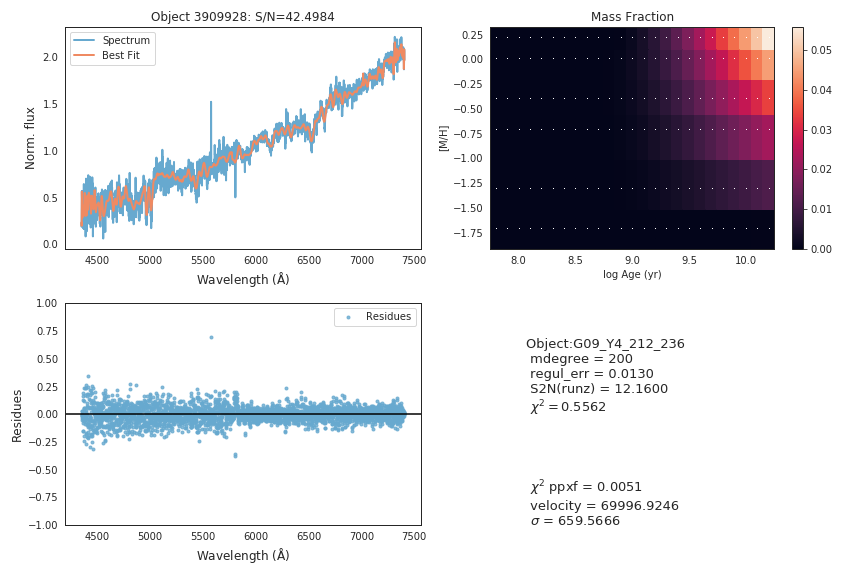 Object 3909928: S/N=42.4984
Spectrum
Best Fit
Norm. flux
2.0
1.5
1.0
0.5
0.0
4500 5000 5500 6000 6500 7000 7500
Wavelength (Å)
Mass Fraction
[M/H]
0.25
0.00
−0.25
−0.50
−0.75
−1.00
−1.25
−1.50
−1.75
8.0 8.5 9.0 9.5 10.0
log Age (yr)
0.05
0.04
0.03
0.02
0.01
0.00
Residues
Residues
1.00
0.75
0.50
0.25
0.00
−0.25
−0.50
−0.75
−1.00
4500 5000 5500 6000 6500 7000 7500
Wavelength (Å)
Object:G09_Y4_212_236
mdegree = 200
regul_err = 0.0130
S2N(runz) = 12.1600
χ² = 0.5562
χ² ppxf = 0.0051
velocity = 69996.9246
σ = 659.5666